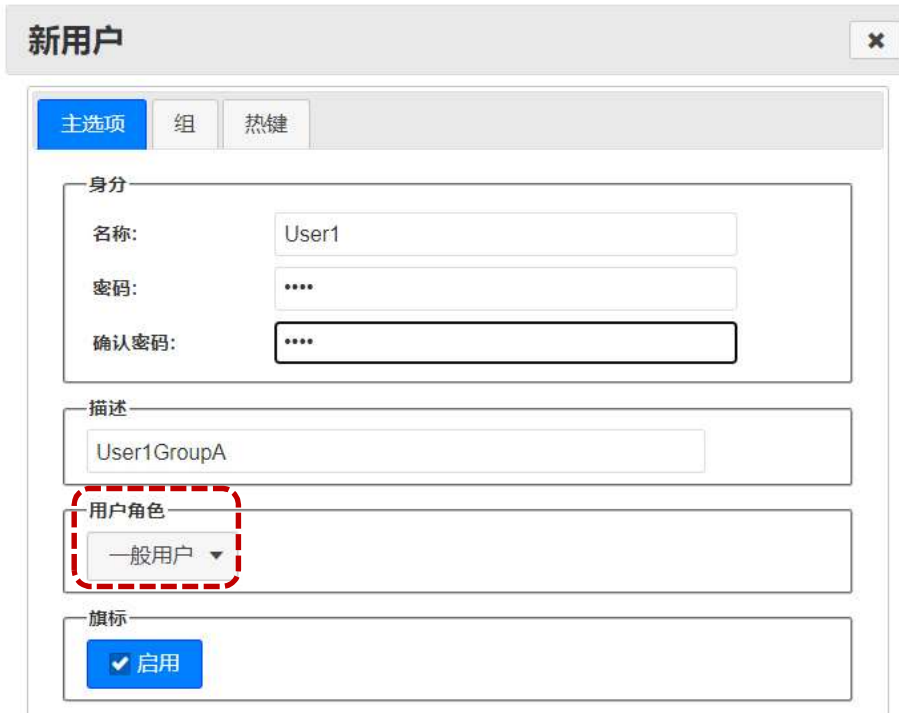 新用户
主选项 组 热键
身分
名称: User1
密码: ••••
确认密码: ••••
描述
User1GroupA
用户角色
一般用户
旗标
启用